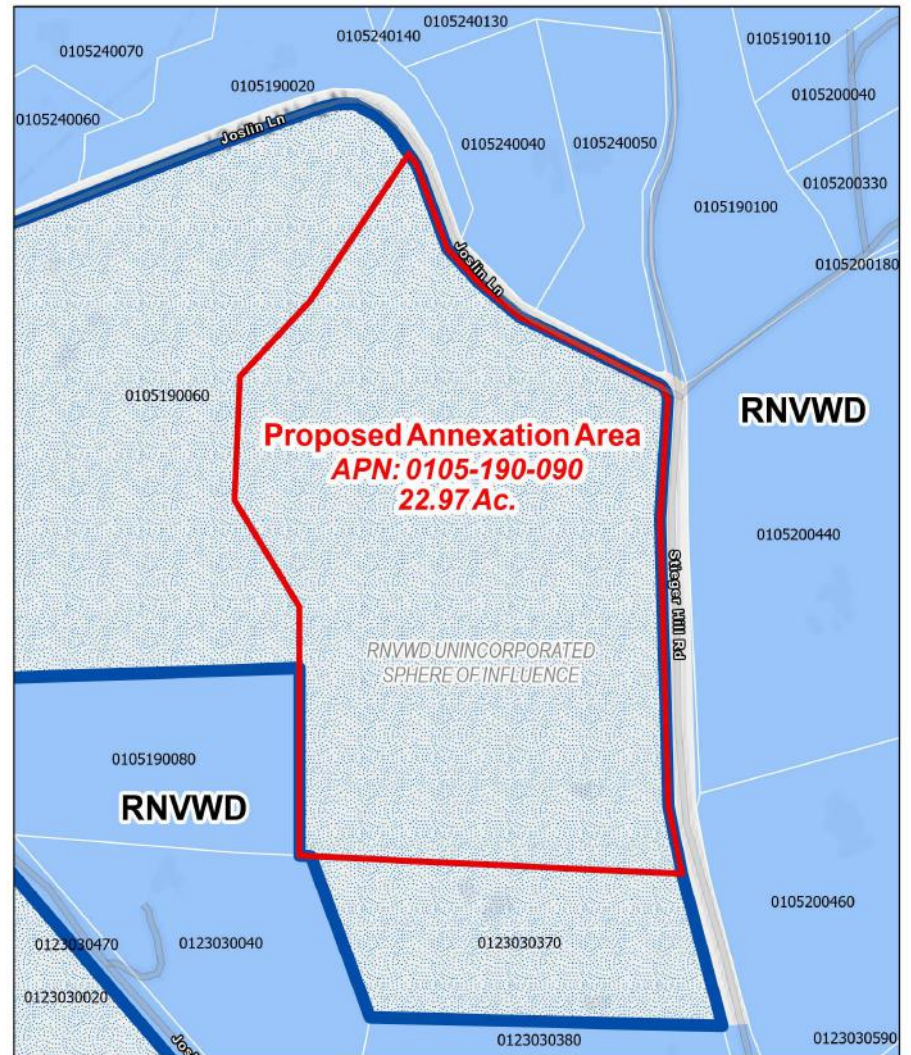 0105240130
0105240140
0105190110
0105240070
0105190020
0105200040
0105240060
Joslin Ln
0105240040
0105240050
0105200330
0105190100
Joslin Ln
0105200180
0105190060
RNVWD
Proposed Annexation Area
APN: 0105-190-090
22.97 Ac.
0105200440
Stieger Hill Rd
RNVWD UNINCORPORATED
SPHERE OF INFLUENCE
0105190080
RNVWD
0105200460
0123030470
0123030040
0123030370
0123030020
0123030380
0123030590